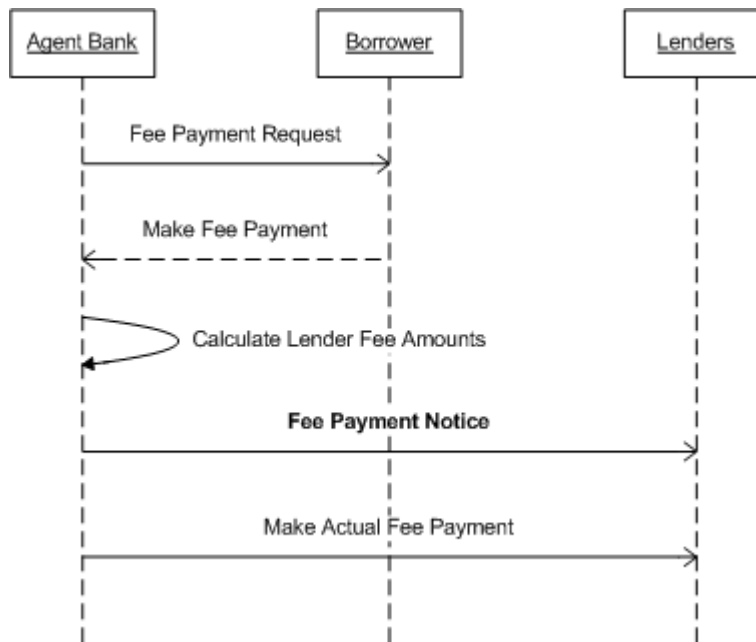 Agent Bank
Borrower
Lenders
Fee Payment Request
Make Fee Payment
Calculate Lender Fee Amounts
Fee Payment Notice
Make Actual Fee Payment